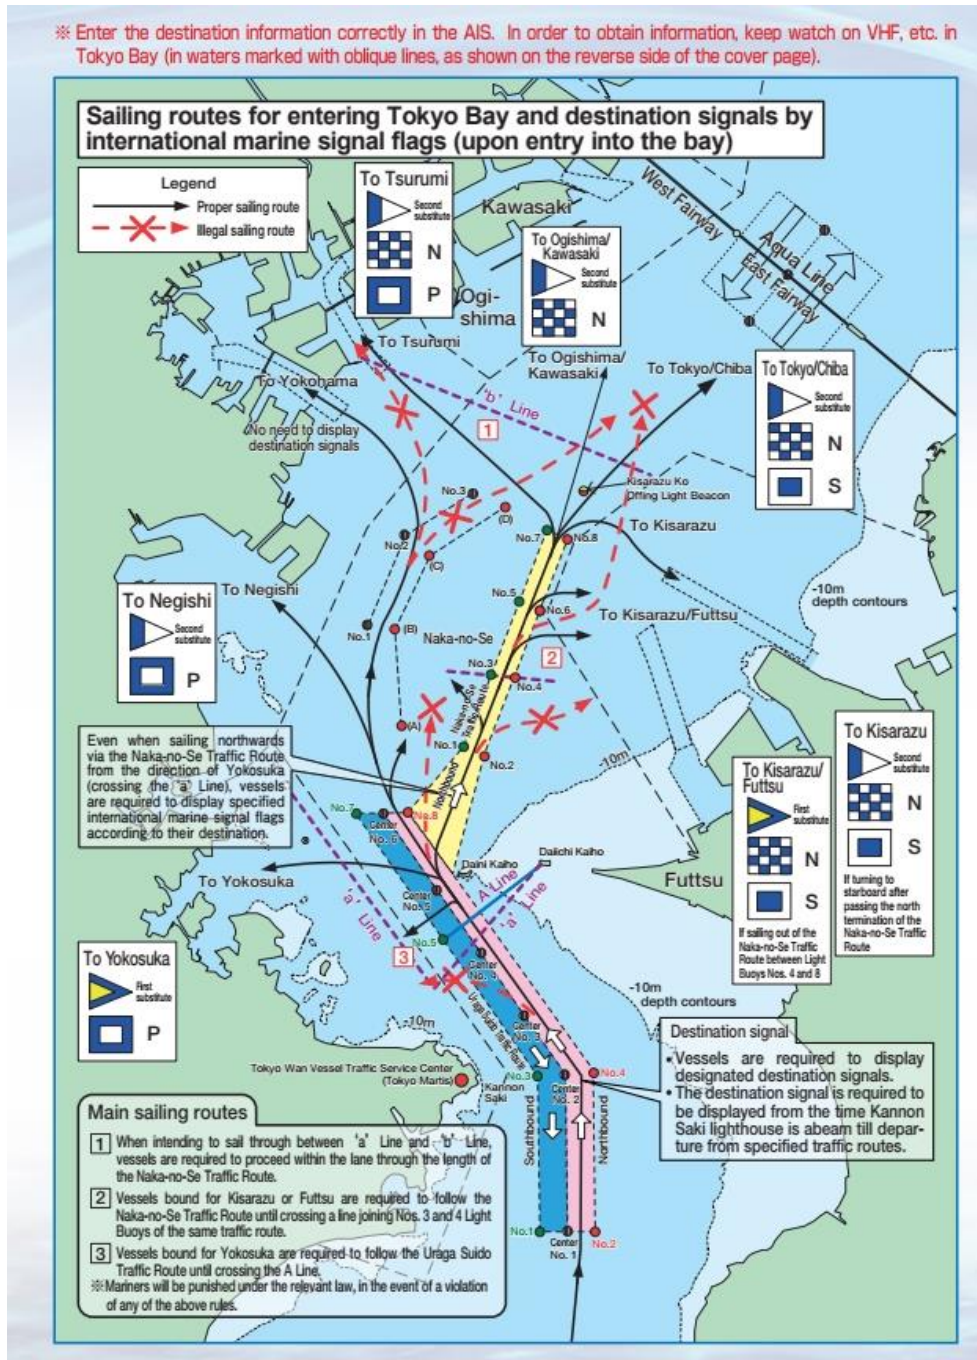 ※ Enter the destination information correctly in the AIS. In order to obtain information, keep watch on VHF, etc. in
Tokyo Bay (in waters marked with oblique lines, as shown on the reverse side of the cover page).
Sailing routes for entering Tokyo Bay and destination signals by
international marine signal flags (upon entry into the bay)
Legend
Proper sailing route
Illegal sailing route
To Tsurumi
Second
substitute
N
P
Kawasaki
To Ogishima/
Kawasaki
Second
substitute
N
West Fairway
Aqua Line
East Fairway
Ogi-
shima
To Tsurumi
To Ogishima/
Kawasaki
To Tokyo/Chiba
To Tokyo/Chiba
Second
substitute
N
S
To Yokohama
No need to display
destination signals
'b' Line
1
Kisarazu Ko
Offing Light Beacon
No.3
(D)
No.2
(C)
No.7
No.8
To Kisarazu
-10m
depth contours
To Negishi
Second
substitute
P
To Negishi
No.5
No.6
To Kisarazu/Futtsu
No.1
(B)
Naka-no-Se
2
No.3
No.4
(A)
Naka-no-Se
Traffic Route
No.1
No.2
-10m
Northbound
Even when sailing northwards
via the Naka-no-Se Traffic Route
from the direction of Yokosuka
(crossing the 'a' Line), vessels
are required to display specified
international marine signal flags
according to their destination.
To Kisarazu
Second
substitute
N
S
If turning to
starboard after
passing the north
termination of the
Naka-no-Se Traffic
Route
To Kisarazu/
Futtsu
First
substitute
N
S
If sailing out of the
Naka-no-Se Traffic
Route between Light
Buoys Nos. 4 and 8
No.7
Center
No. 6
No.8
Daini Kaiho
Daiichi Kaiho
Futtsu
To Yokosuka
Center
No. 5
A Line
'a' Line
'a' Line
No.5
3
Center
No. 4
To Yokosuka
First
substitute
P
-10m
depth contours
-10m
Uraga Suido Traffic Route
Center
No. 3
Tokyo Wan Vessel Traffic Service Center
(Tokyo Martis)
Kannon
Saki
No.3
Center
No. 2
No.4
Destination signal
• Vessels are required to display
designated destination signals.
• The destination signal is required to
be displayed from the time Kannon
Saki lighthouse is abeam till depar-
ture from specified traffic routes.
Southbound
Northbound
No.1
Center
No. 1
No.2
Main sailing routes
1 When intending to sail through between 'a' Line and 'b' Line,
vessels are required to proceed within the lane through the length of
the Naka-no-Se Traffic Route.
2 Vessels bound for Kisarazu or Futtsu are required to follow the
Naka-no-Se Traffic Route until crossing a line joining Nos. 3 and 4 Light
Buoys of the same traffic route.
3 Vessels bound for Yokosuka are required to follow the Uraga Suido
Traffic Route until crossing the A Line.
※Mariners will be punished under the relevant law, in the event of a violation
of any of the above rules.